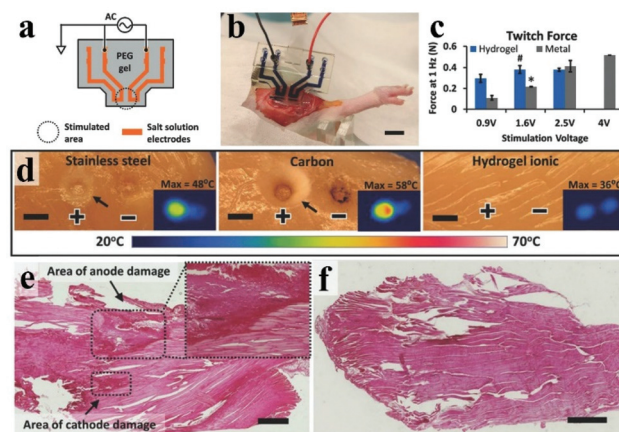 a
AC
PEG
gel
Stimulated
area
Salt solution
electrodes
b
c
Twitch Force
Hydrogel
Metal
Force at 1 Hz (N)
0.6
0.4
0.2
0
#
*
0.9V
1.6V
2.5V
4V
Stimulation Voltage
d
Stainless steel
Max = 48°C
+
−
Carbon
Max = 58°C
+
−
Hydrogel ionic
Max = 36°C
+
−
20°C
70°C
e
Area of anode damage
Area of cathode damage
f